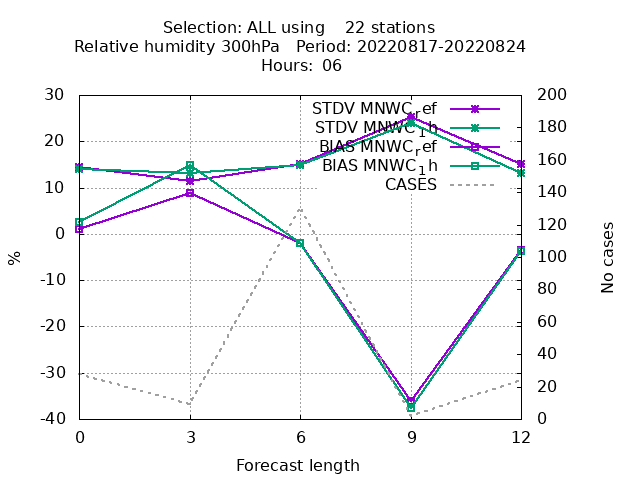 Selection: ALL using    22 stations
Relative humidity 300hPa   Period: 20220817-20220824
Hours: 06
30
20
10
0
-10
-20
-30
-40
%
STDV MNWC_ref
STDV MNWC_1h
BIAS MNWC_ref
BIAS MNWC_1h
CASES
200
180
160
140
120
100
80
60
40
20
0
No cases
0 3 6 9 12
Forecast length